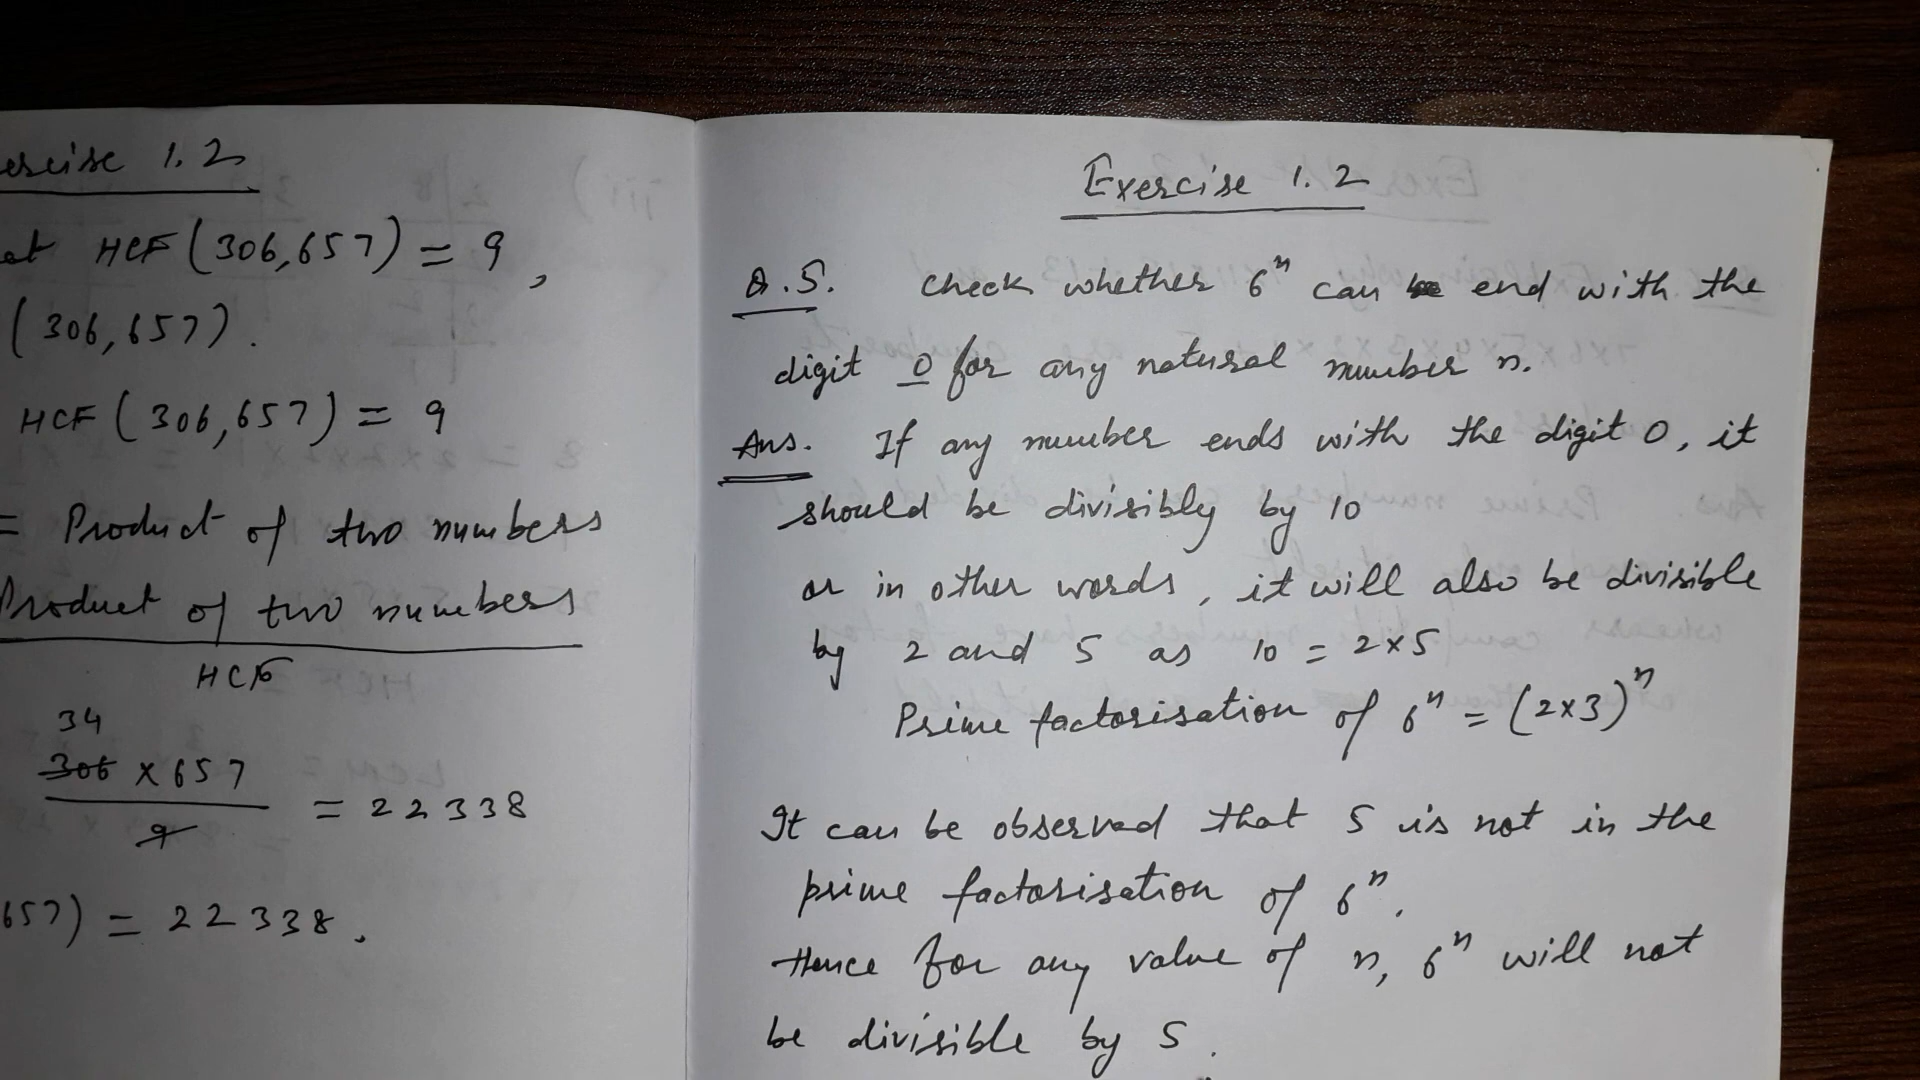 Exercise 1.2
HCF (306,657) = 9,
(306,657).
HCF (306,657) = 9
= Product of two numbers
Product of two numbers
HCF
34
306 × 657
= 22338
9
657) = 22338.
Exercise 1.2
Q.5. Check whether 6ⁿ can end with the
digit 0 for any natural number n.
Ans. If any number ends with the digit 0, it
should be divisibly by 10
or in other words, it will also be divisible
by 2 and 5 as 10 = 2×5
Prime factorisation of 6ⁿ = (2×3)ⁿ
It can be observed that 5 is not in the
prime factorisation of 6ⁿ.
Hence for any value of n, 6ⁿ will not
be divisible by 5.